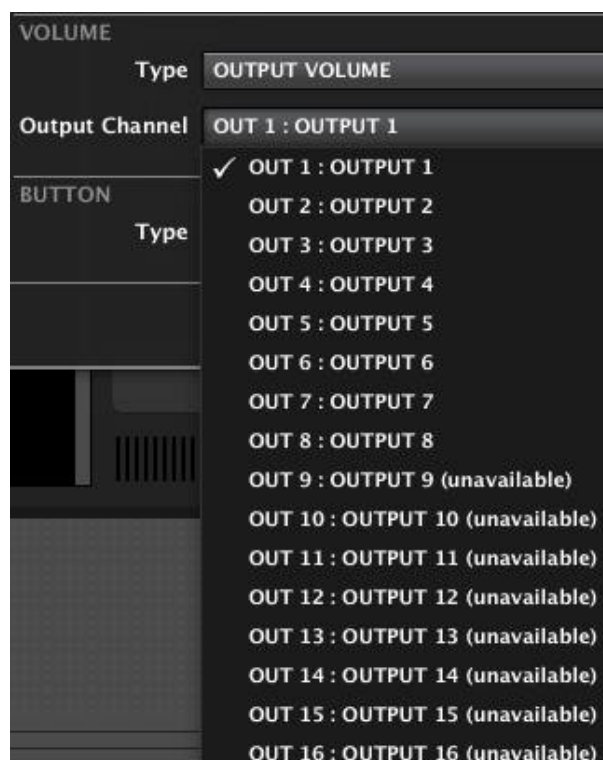 VOLUME
Type OUTPUT VOLUME
Output Channel OUT 1 : OUTPUT 1
✓ OUT 1 : OUTPUT 1
OUT 2 : OUTPUT 2
BUTTON
Type
OUT 3 : OUTPUT 3
OUT 4 : OUTPUT 4
OUT 5 : OUTPUT 5
OUT 6 : OUTPUT 6
OUT 7 : OUTPUT 7
OUT 8 : OUTPUT 8
OUT 9 : OUTPUT 9 (unavailable)
OUT 10 : OUTPUT 10 (unavailable)
OUT 11 : OUTPUT 11 (unavailable)
OUT 12 : OUTPUT 12 (unavailable)
OUT 13 : OUTPUT 13 (unavailable)
OUT 14 : OUTPUT 14 (unavailable)
OUT 15 : OUTPUT 15 (unavailable)
OUT 16 : OUTPUT 16 (unavailable)